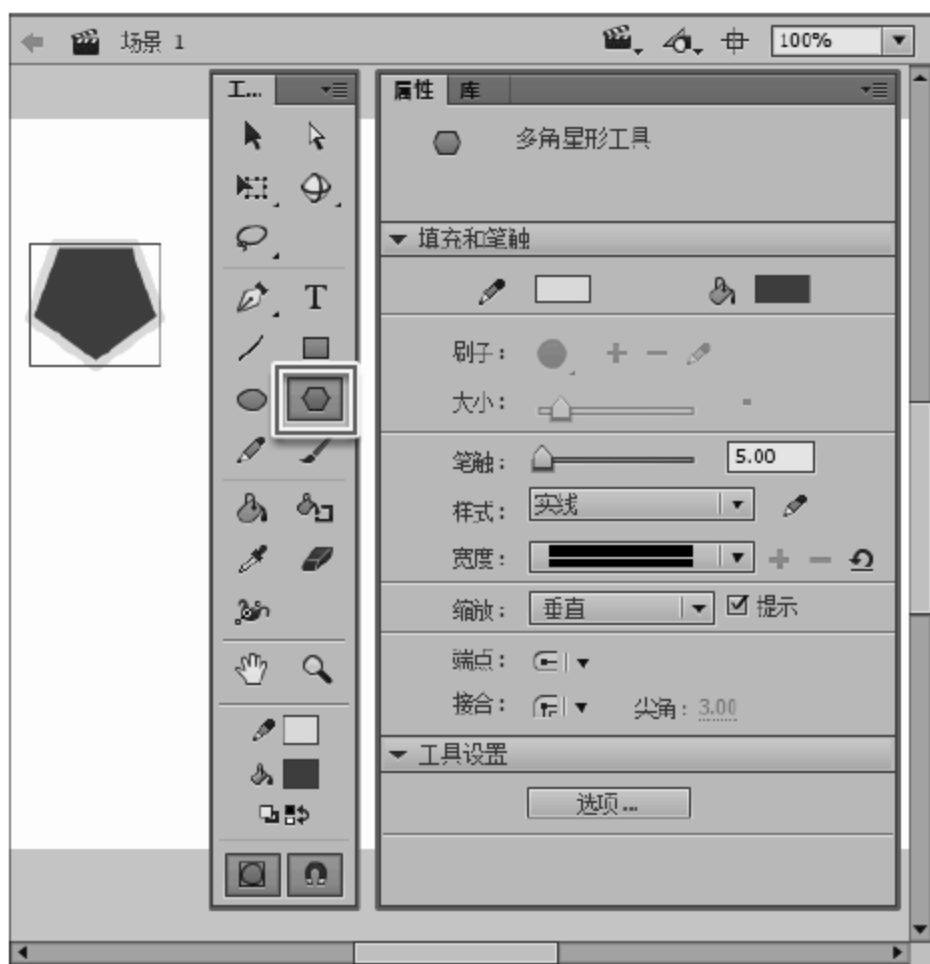 场景 1
100%
工...
属性 库
多角星形工具
填充和笔触
T
刷子：
大小：
笔触： 5.00
样式： 实线
宽度：
缩放： 垂直 提示
端点：
接合： 尖角： 3.00
工具设置
选项...